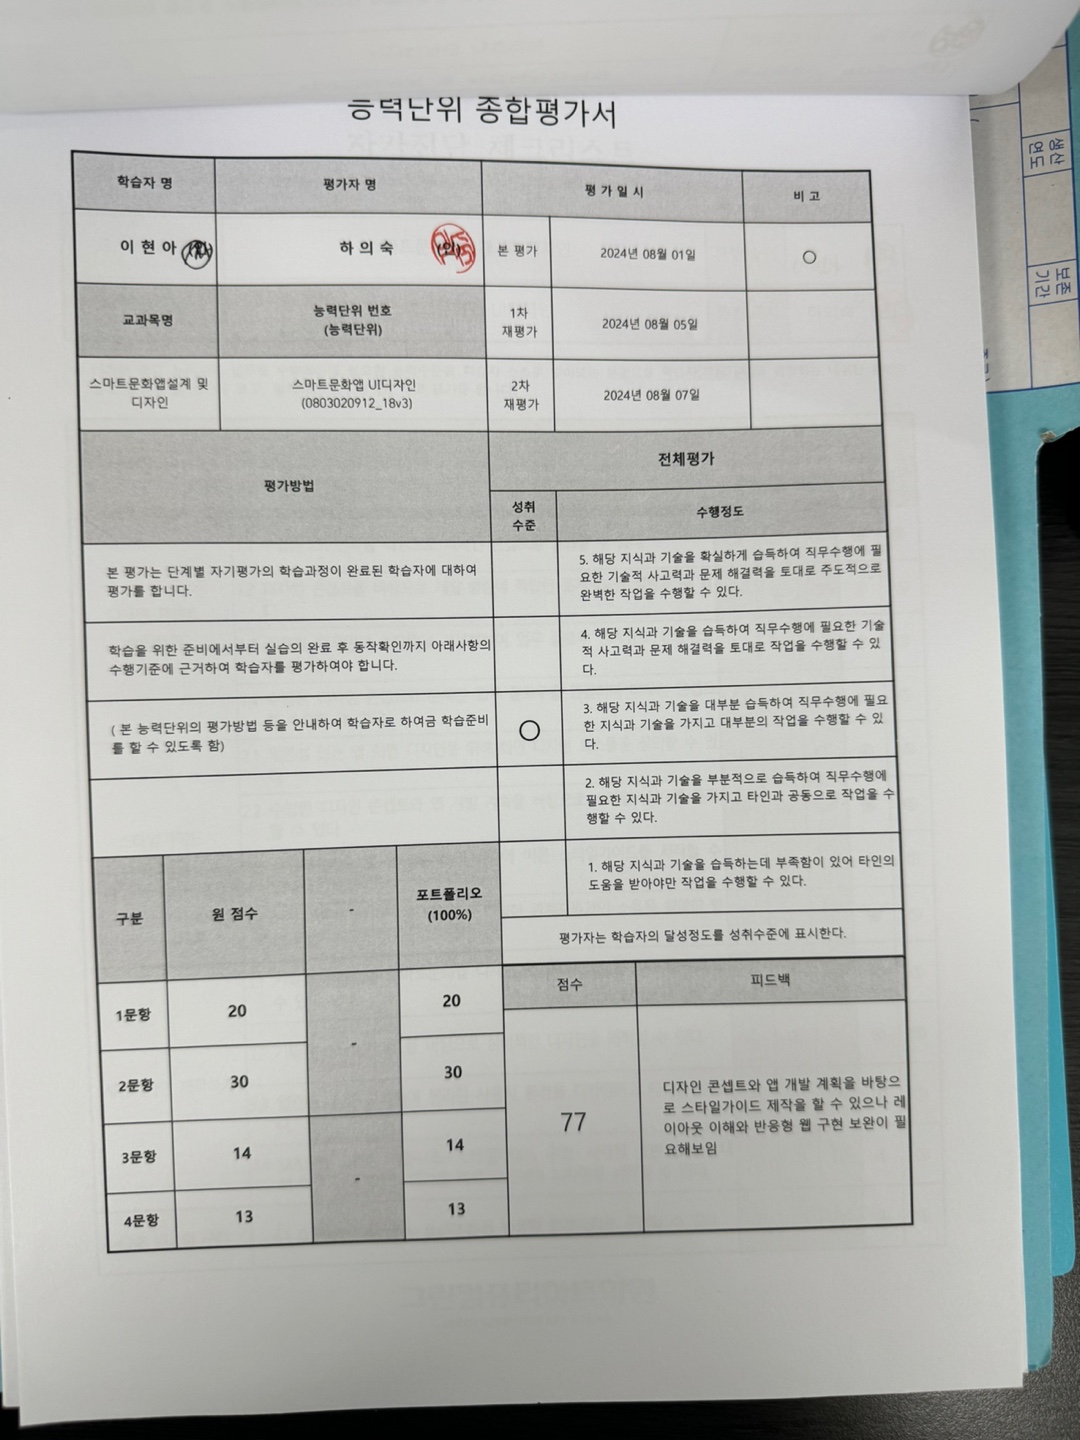 능력단위 종합평가서
학습자 명
평가자 명
평 가 일 시
비 고
이 현 아
하 의 숙
(인)
본 평가
2024년 08월 01일
○
교과목명
능력단위 번호
(능력단위)
1차
재평가
2024년 08월 05일
스마트문화앱설계 및
디자인
스마트문화앱 UI디자인
(0803020912_18v3)
2차
재평가
2024년 08월 07일
평가방법
전체평가
성취
수준
수행정도
본 평가는 단계별 자기평가의 학습과정이 완료된 학습자에 대하여
평가를 합니다.
5. 해당 지식과 기술을 확실하게 습득하여 직무수행에 필
요한 기술적 사고력과 문제 해결력을 토대로 주도적으로
완벽한 작업을 수행할 수 있다.
학습을 위한 준비에서부터 실습의 완료 후 동작확인까지 아래사항의
수행기준에 근거하여 학습자를 평가하여야 합니다.
4. 해당 지식과 기술을 습득하여 직무수행에 필요한 기술
적 사고력과 문제 해결력을 토대로 작업을 수행할 수 있
다.
( 본 능력단위의 평가방법 등을 안내하여 학습자로 하여금 학습준비
를 할 수 있도록 함)
○
3. 해당 지식과 기술을 대부분 습득하여 직무수행에 필요
한 지식과 기술을 가지고 대부분의 작업을 수행할 수 있
다.
2. 해당 지식과 기술을 부분적으로 습득하여 직무수행에
필요한 지식과 기술을 가지고 타인과 공동으로 작업을 수
행할 수 있다.
1. 해당 지식과 기술을 습득하는데 부족함이 있어 타인의
도움을 받아야만 작업을 수행할 수 있다.
구분
원 점수
-
포트폴리오
(100%)
평가자는 학습자의 달성정도를 성취수준에 표시한다.
점수
피드백
1문항
20
-
20
2문항
30
30
3문항
14
-
14
4문항
13
13
77
디자인 콘셉트와 앱 개발 계획을 바탕으
로 스타일가이드 제작을 할 수 있으나 레
이아웃 이해와 반응형 웹 구현 보완이 필
요해보임
생산
연도
보존
기간